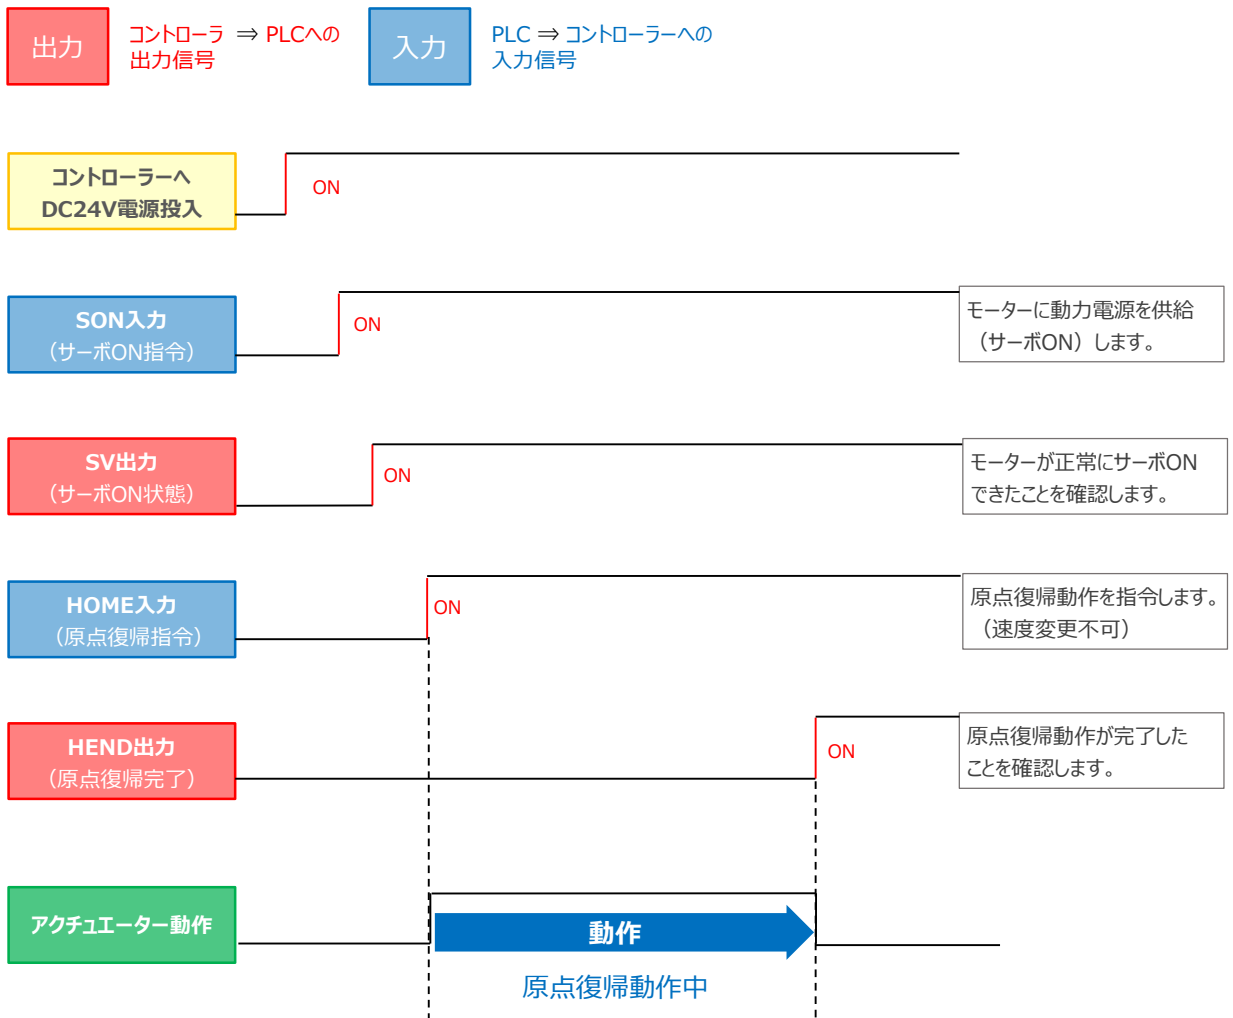 出力
コントローラ ⇒ PLCへの
出力信号
入力
PLC ⇒ コントローラーへの
入力信号
コントローラーへ
DC24V電源投入
ON
SON入力
（サーボON指令）
ON
モーターに動力電源を供給
（サーボON）します。
SV出力
（サーボON状態）
ON
モーターが正常にサーボON
できたことを確認します。
HOME入力
（原点復帰指令）
ON
原点復帰動作を指令します。
（速度変更不可）
HEND出力
（原点復帰完了）
ON
原点復帰動作が完了した
ことを確認します。
アクチュエーター動作
動作
原点復帰動作中